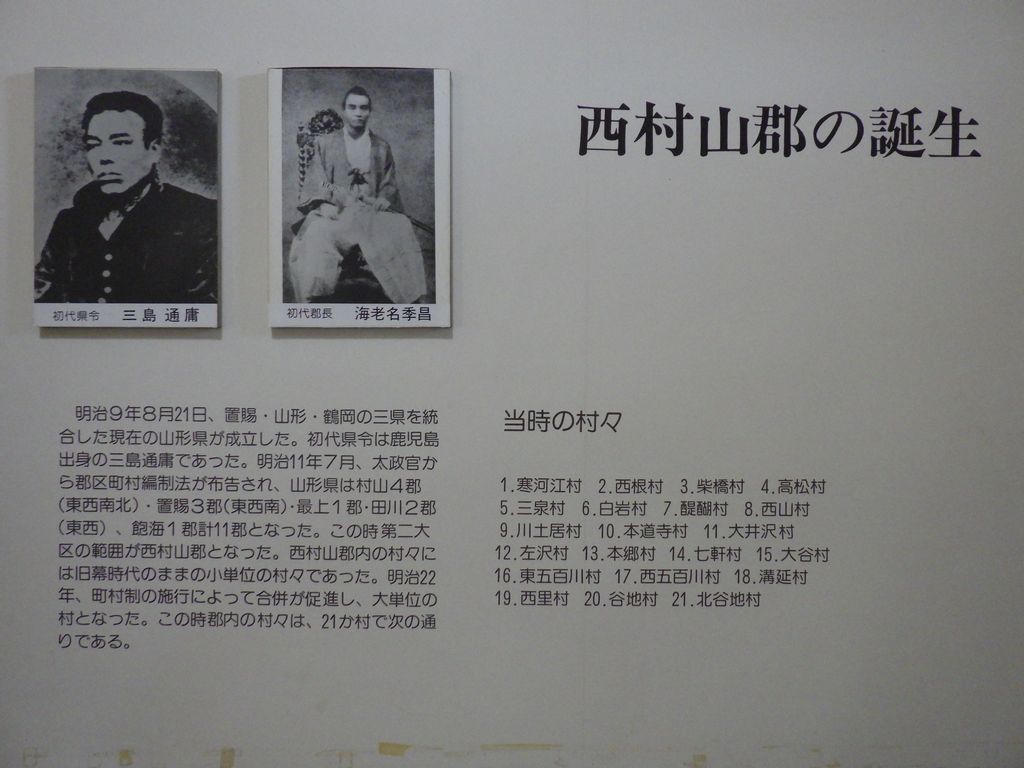 西村山郡の誕生
初代県令 三島通庸
初代郡長 海老名季昌
明治9年8月21日、置賜・山形・鶴岡の三県を統
合した現在の山形県が成立した。初代県令は鹿児島
出身の三島通庸であった。明治11年7月、太政官か
ら郡区町村編制法が布告され、山形県は村山4郡
(東西南北)・置賜3郡(東西南)・最上1郡・田川2郡
(東西)、飽海1郡計11郡となった。この時第二大
区の範囲が西村山郡となった。西村山郡内の村々に
は旧幕時代のままの小単位の村々であった。明治22
年、町村制の施行によって合併が促進し、大単位の
村となった。この時郡内の村々は、21か村で次の通
りである。
当時の村々
1.寒河江村 2.西根村 3.柴橋村 4.高松村
5.三泉村 6.白岩村 7.醍醐村 8.西山村
9.川土居村 10.本道寺村 11.大井沢村
12.左沢村 13.本郷村 14.七軒村 15.大谷村
16.東五百川村 17.西五百川村 18.溝延村
19.西里村 20.谷地村 21.北谷地村